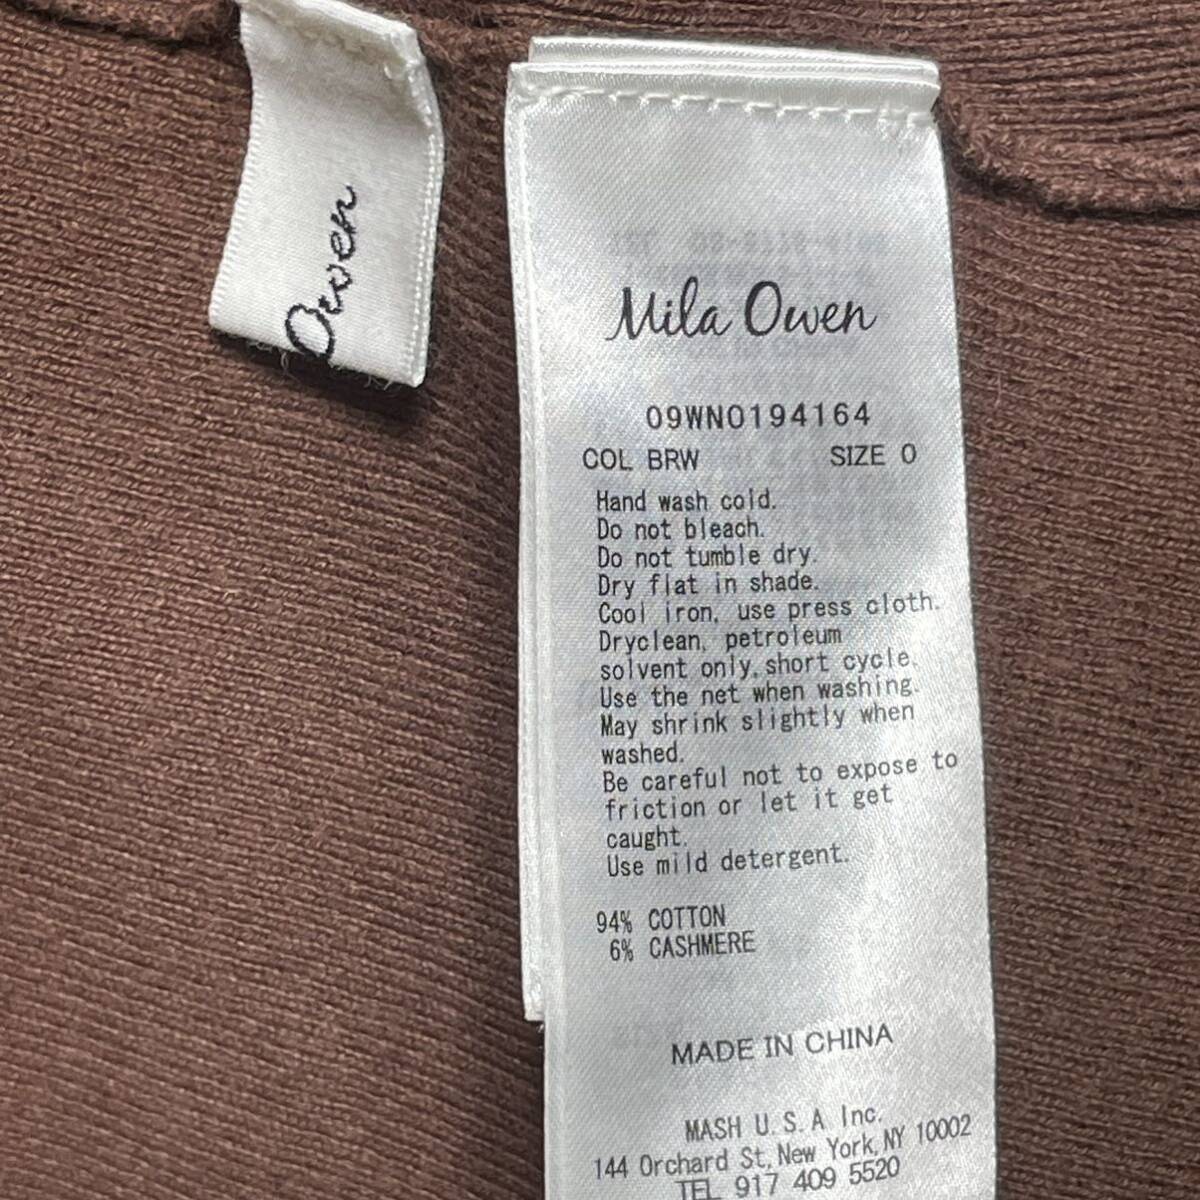 Owen
Mila Owen
09WN0194164
COL BRW SIZE 0
Hand wash cold.
Do not bleach.
Do not tumble dry.
Dry flat in shade.
Cool iron, use press cloth.
Dryclean, petroleum
solvent only, short cycle.
Use the net when washing.
May shrink slightly when
washed.
Be careful not to expose to
friction or let it get
caught.
Use mild detergent.
94% COTTON
6% CASHMERE
MADE IN CHINA
MASH U.S.A Inc.
144 Orchard St, New York, NY 10002
TEL 917 409 5520